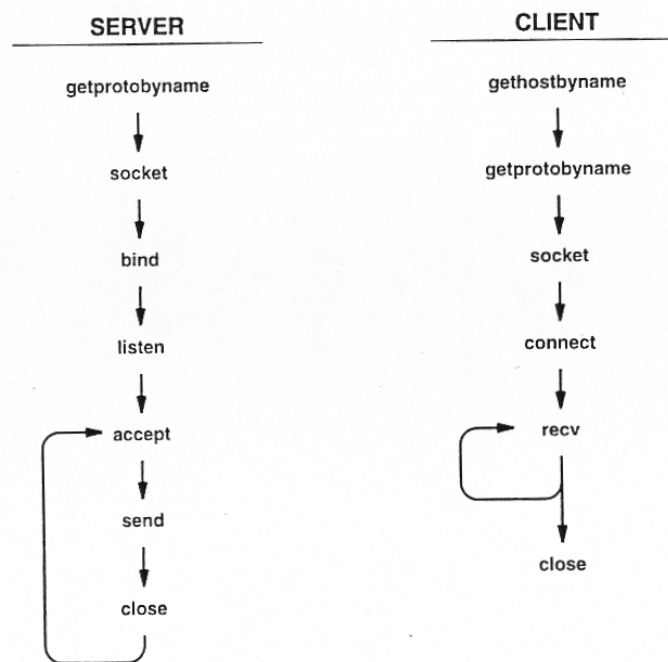 SERVER
getprotobyname
socket
bind
listen
accept
send
close
CLIENT
gethostbyname
getprotobyname
socket
connect
recv
close